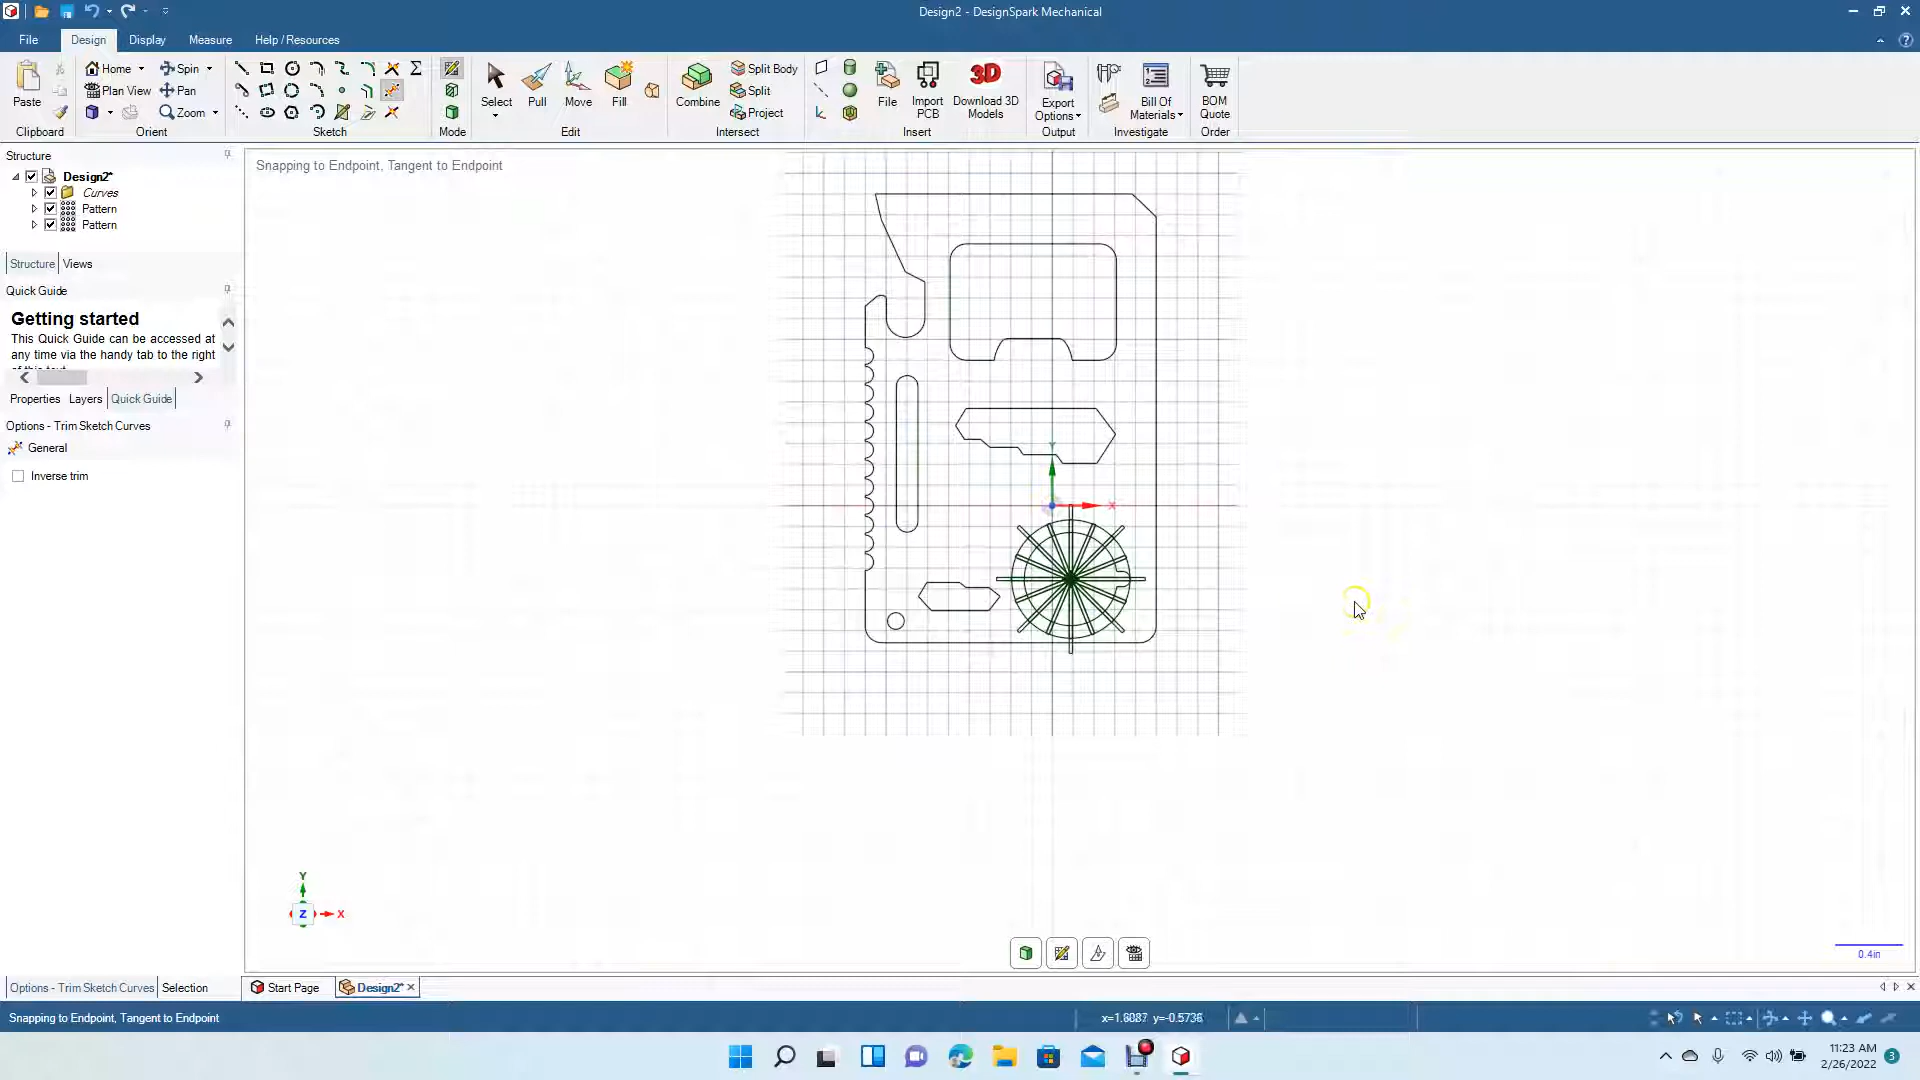 Design2 - DesignSpark Mechanical
File Design Display Measure Help / Resources
Paste
Clipboard
Home
Plan View
Spin
Pan
Zoom
Orient
Sketch
Mode
Select
Pull
Move
Fill
Edit
Combine
Split Body
Split
Project
Intersect
File
Import
PCB
Download 3D
Models
Insert
Export
Options
Output
Bill Of
Materials
Investigate
BOM
Quote
Order
3D
Structure
Design2*
Curves
Pattern
Pattern
Structure Views
Quick Guide
Getting started
This Quick Guide can be accessed at
any time via the handy tab to the right
Properties Layers Quick Guide
Options - Trim Sketch Curves
General
Inverse trim
Snapping to Endpoint, Tangent to Endpoint
Y
X
Y
Z
X
0.4in
Options - Trim Sketch Curves Selection
Start Page
Design2*
Snapping to Endpoint, Tangent to Endpoint
x=1.6087 y=-0.5736
11:23 AM
2/26/2022
3